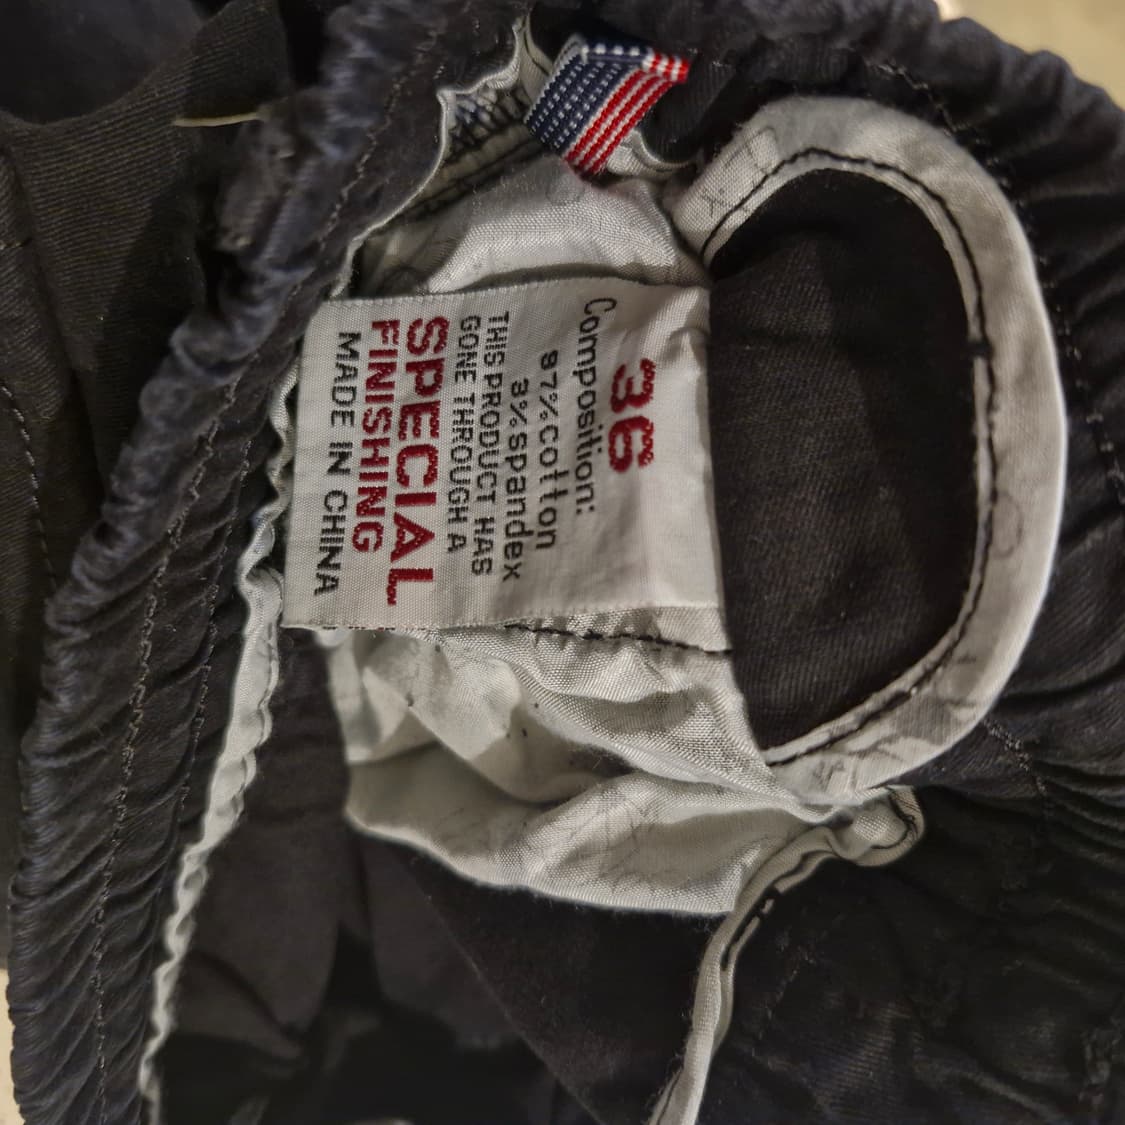 36
Composition:
97%cotton
3%spandex
THIS PRODUCT HAS
GONE THROUGH A
SPECIAL
FINISHING
MADE IN CHINA